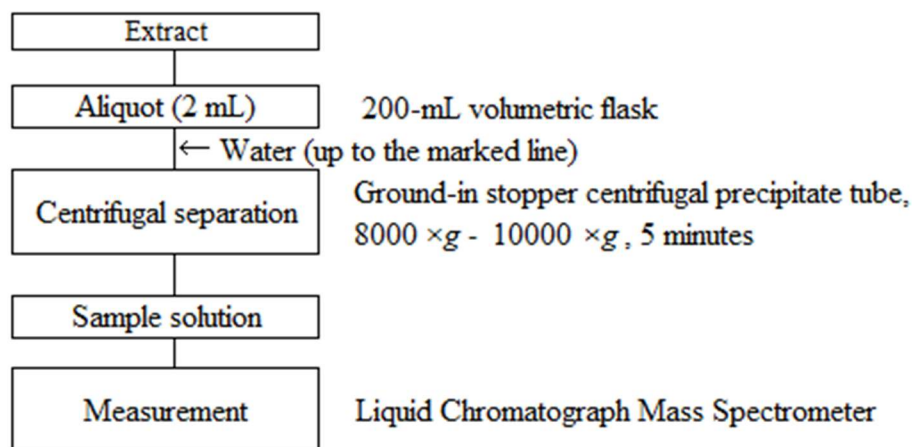 Extract
Aliquot (2 mL)
200-mL volumetric flask
← Water (up to the marked line)
Centrifugal separation
Ground-in stopper centrifugal precipitate tube,
8000 ×g - 10000 ×g , 5 minutes
Sample solution
Measurement
Liquid Chromatograph Mass Spectrometer